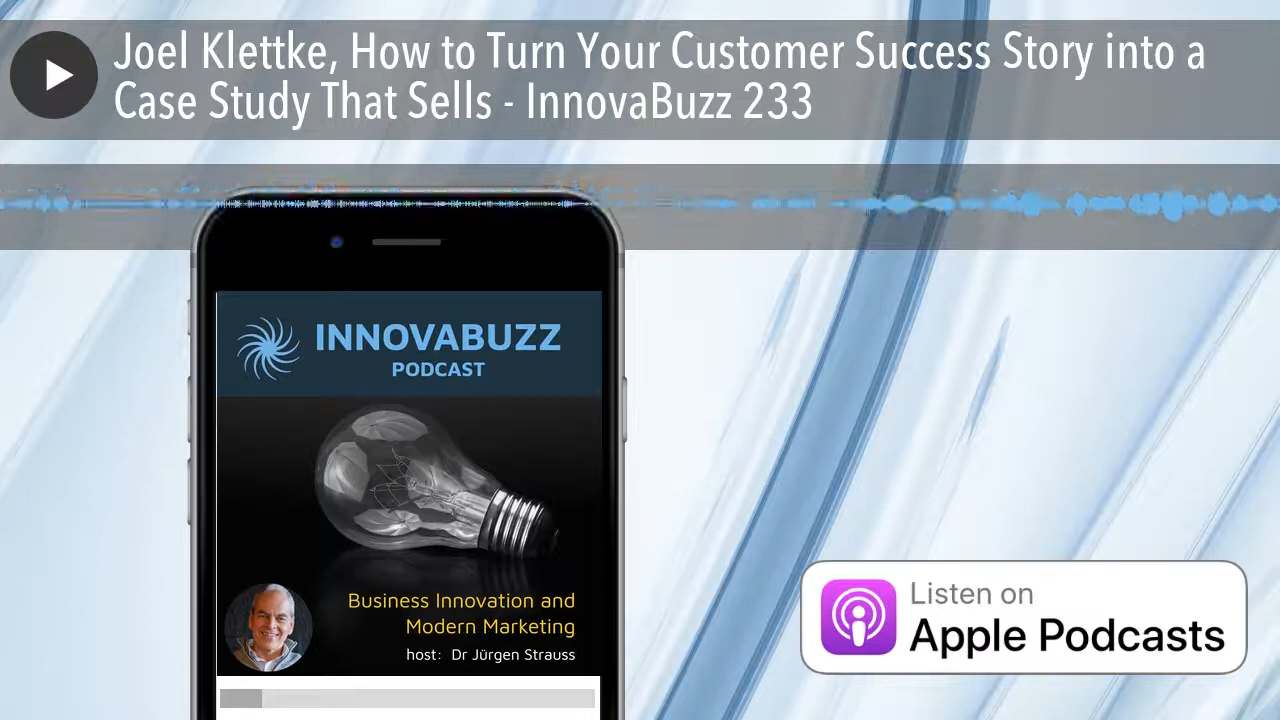 Joel Klettke, How to Turn Your Customer Success Story into a
Case Study That Sells - InnovaBuzz 233
INNOVABUZZ
PODCAST
Business Innovation and
Modern Marketing
host: Dr Jürgen Strauss
Listen on
Apple Podcasts